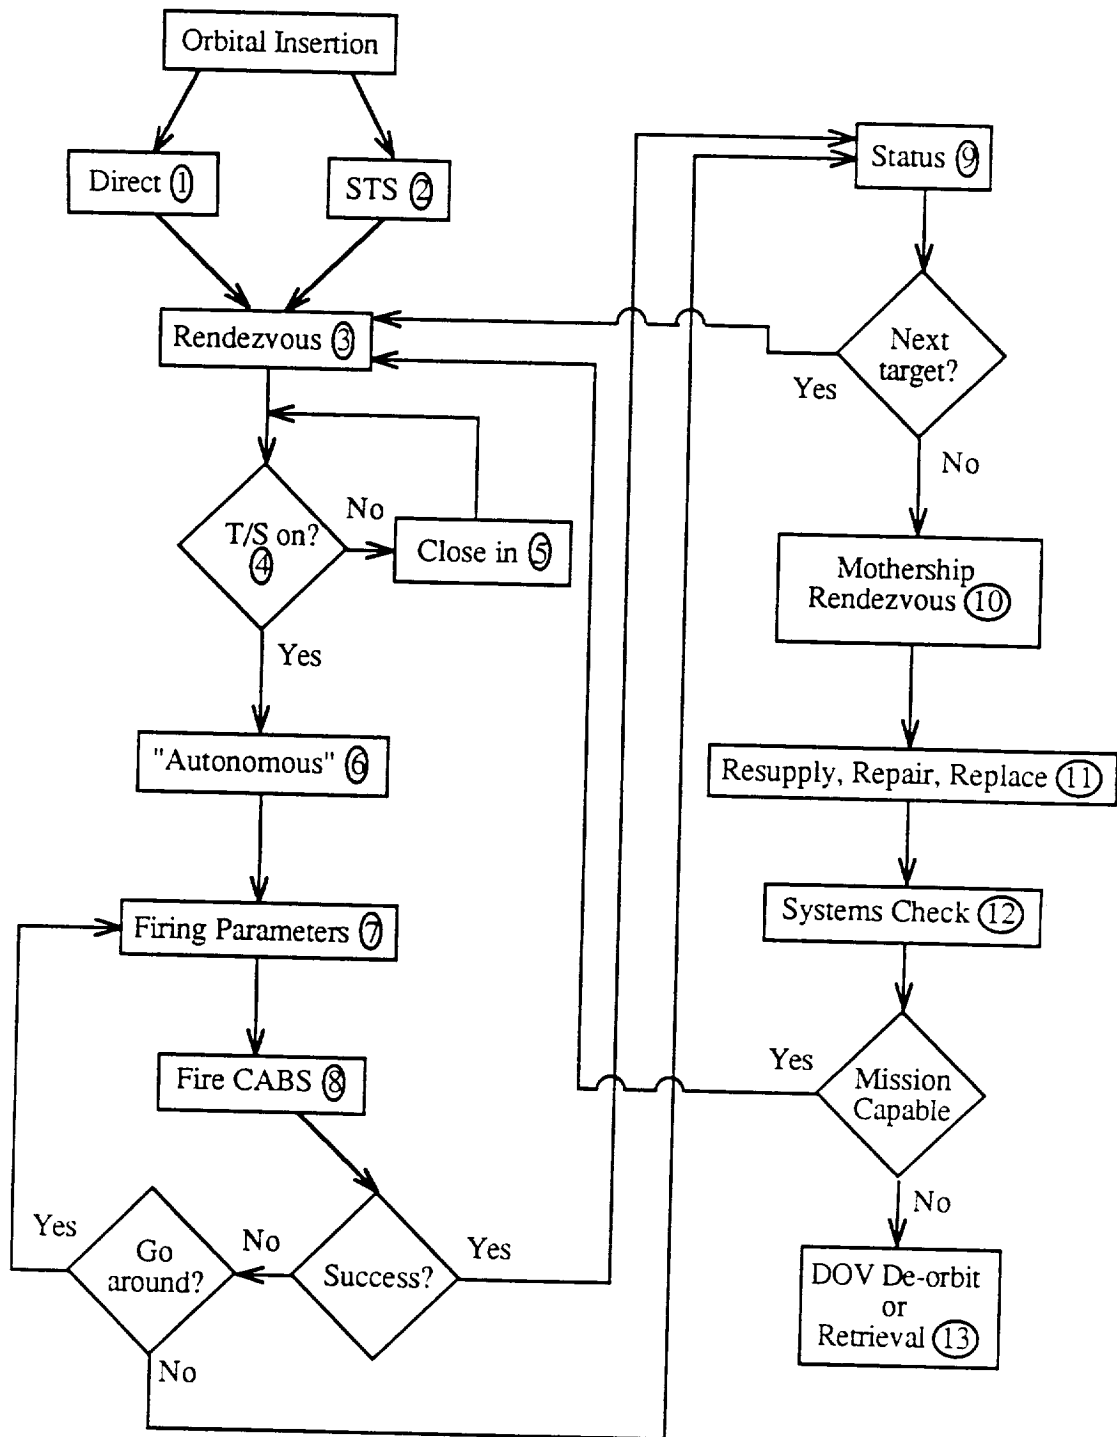 Orbital Insertion
Direct 1
STS 2
Rendezvous 3
T/S on?
4
No
Close in 5
Yes
"Autonomous" 6
Firing Parameters 7
Fire CABS 8
Success?
No
Yes
Go
around?
Yes
No
Status 9
Next
target?
Yes
No
Mothership
Rendezvous 10
Resupply, Repair, Replace 11
Systems Check 12
Mission
Capable
Yes
No
DOV De-orbit
or
Retrieval 13